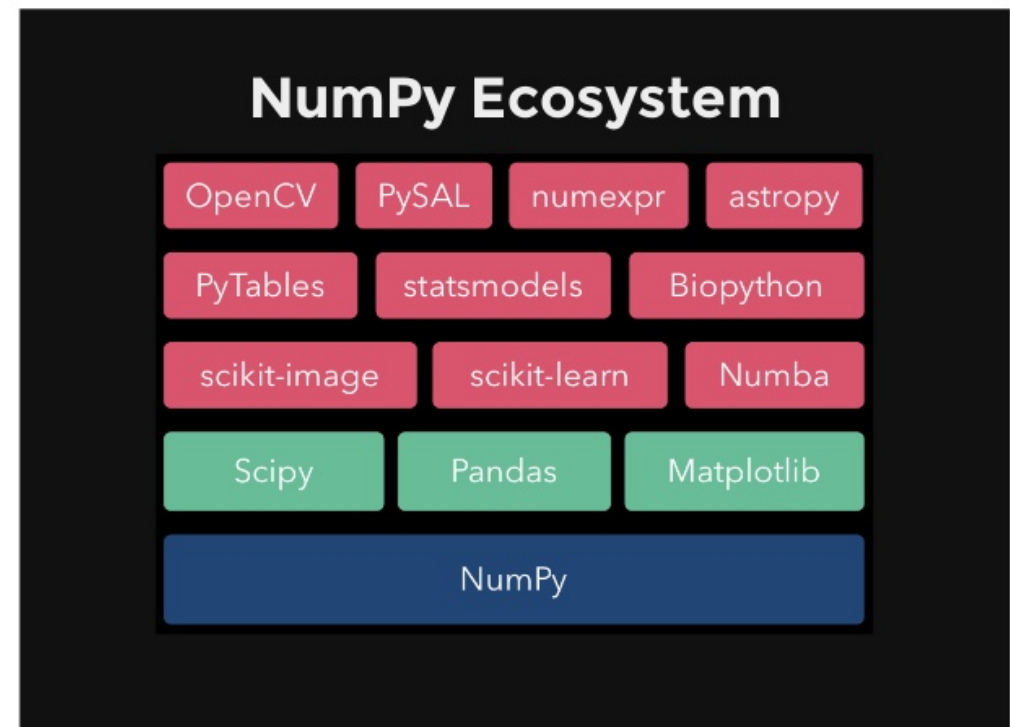 NumPy Ecosystem
OpenCV PySAL numexpr astropy
PyTables statsmodels Biopython
scikit-image scikit-learn Numba
Scipy Pandas Matplotlib
NumPy